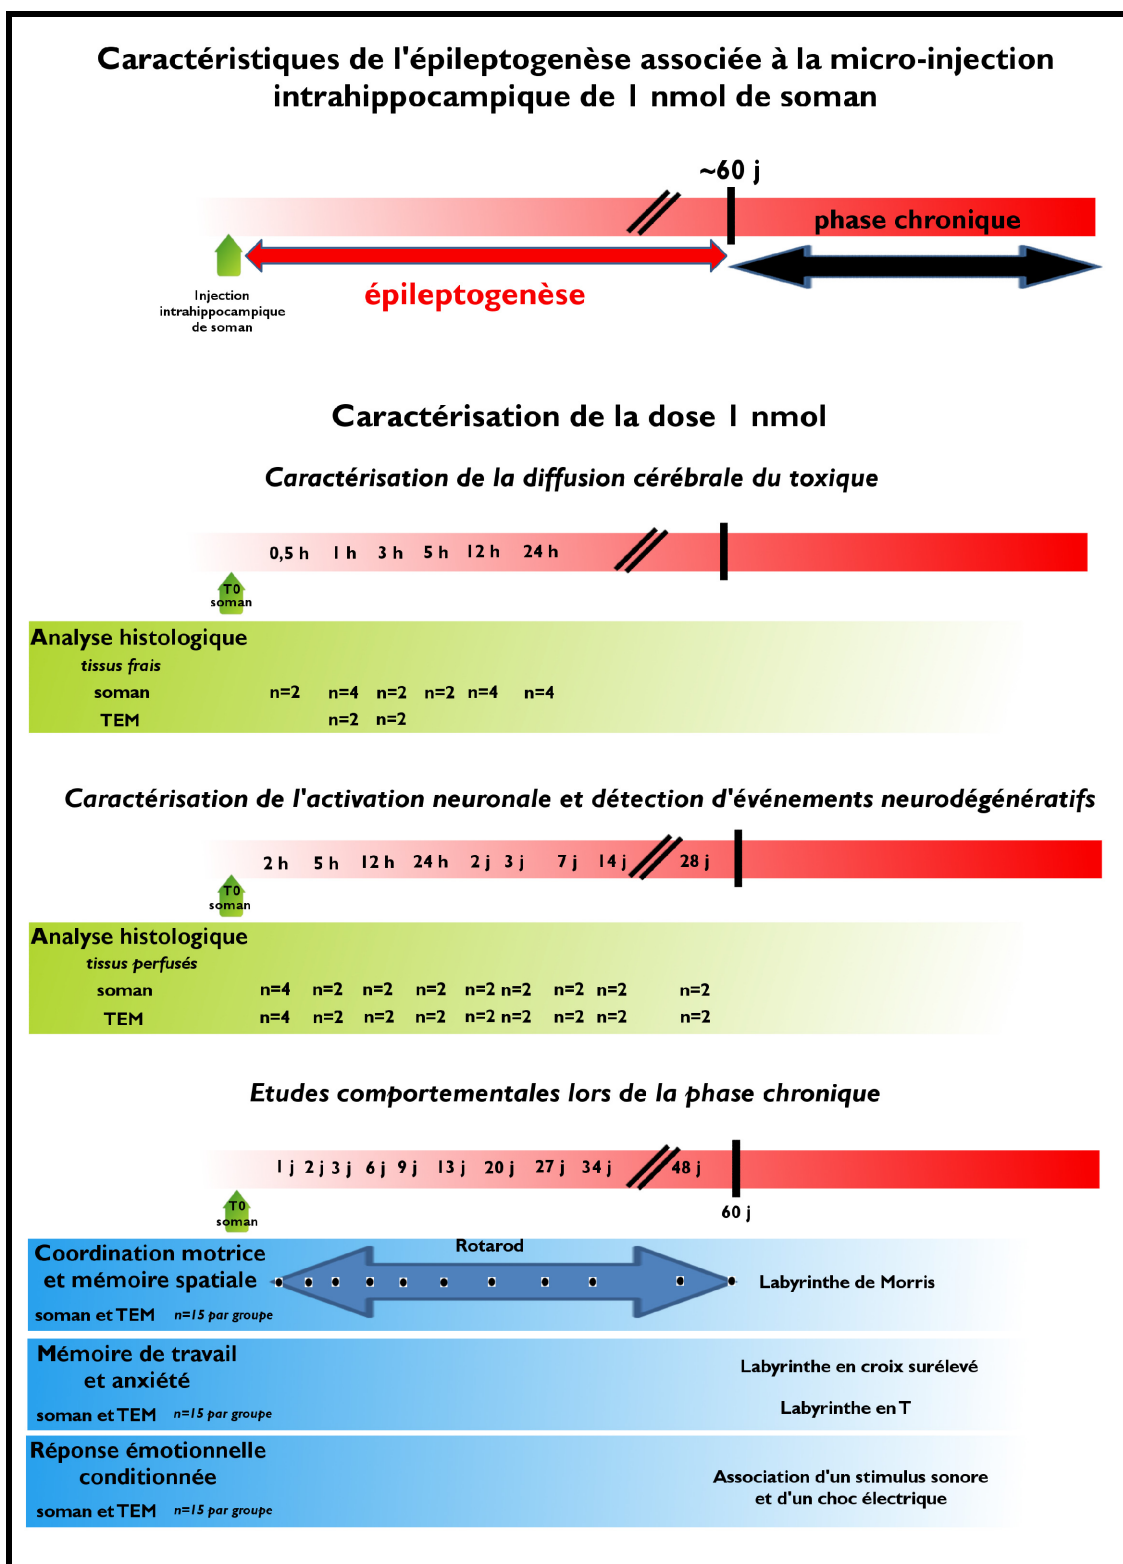 Caractéristiques de l'épileptogenèse associée à la micro-injection
intrahippocampique de 1 nmol de soman
~60 j
phase chronique
épileptogenèse
Injection
intrahippocampique
de soman
Caractérisation de la dose 1 nmol
Caractérisation de la diffusion cérébrale du toxique
0,5 h 1 h 3 h 5 h 12 h 24 h
T0
soman
Analyse histologique
tissus frais
soman n=2 n=4 n=2 n=2 n=4 n=4
TEM n=2 n=2
Caractérisation de l'activation neuronale et détection d'événements neurodégénératifs
2 h 5 h 12 h 24 h 2 j 3 j 7 j 14 j 28 j
T0
soman
Analyse histologique
tissus perfusés
soman n=4 n=2 n=2 n=2 n=2 n=2 n=2 n=2 n=2
TEM n=4 n=2 n=2 n=2 n=2 n=2 n=2 n=2 n=2
Etudes comportementales lors de la phase chronique
1 j 2 j 3 j 6 j 9 j 13 j 20 j 27 j 34 j 48 j
T0
soman
60 j
Coordination motrice
et mémoire spatiale
soman et TEM n=15 par groupe
Rotarod
Labyrinthe de Morris
Mémoire de travail
et anxiété
soman et TEM n=15 par groupe
Labyrinthe en croix surélevé
Labyrinthe en T
Réponse émotionnelle
conditionnée
soman et TEM n=15 par groupe
Association d'un stimulus sonore
et d'un choc électrique